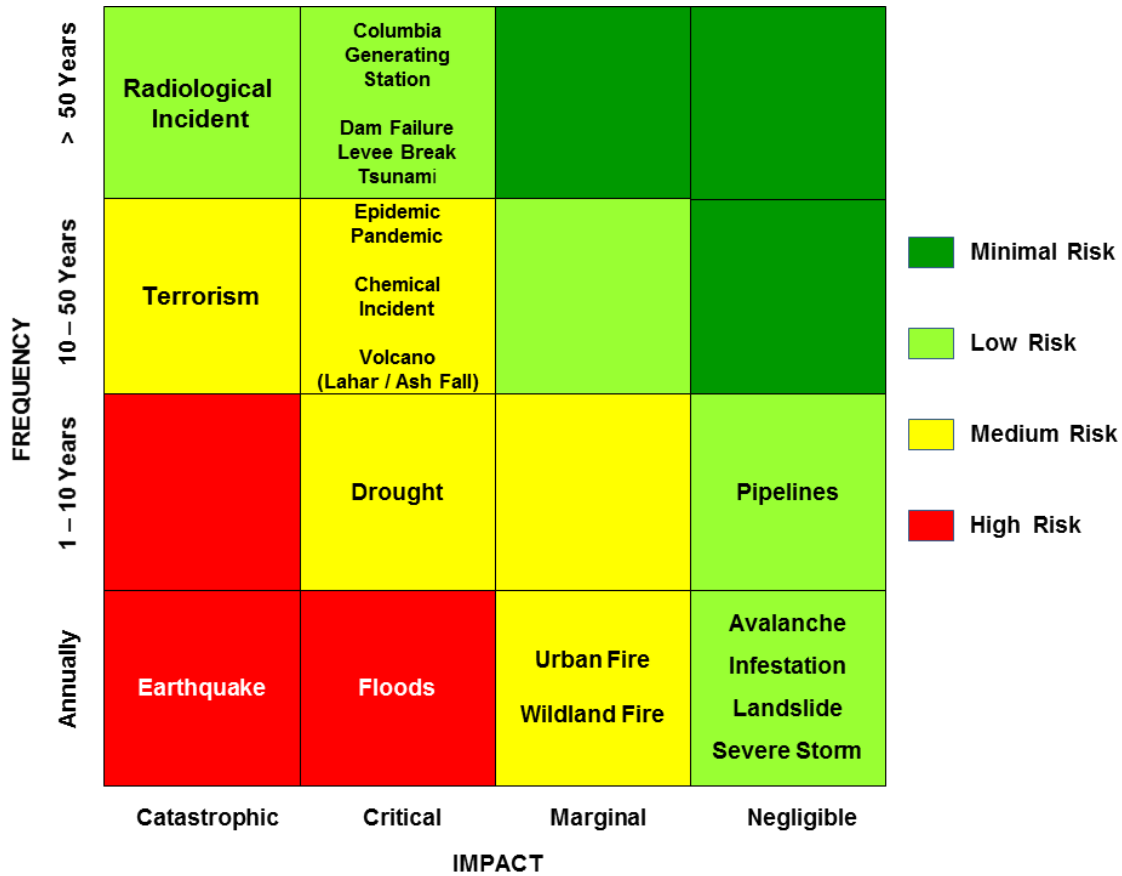 > 50 Years
Radiological
Incident
Columbia
Generating
Station
Dam Failure
Levee Break
Tsunami
10 – 50 Years
Terrorism
Epidemic
Pandemic
Chemical
Incident
Volcano
(Lahar / Ash Fall)
1 – 10 Years
Drought
Pipelines
Annually
Earthquake
Floods
Urban Fire
Wildland Fire
Avalanche
Infestation
Landslide
Severe Storm
FREQUENCY
Catastrophic
Critical
Marginal
Negligible
IMPACT
Minimal Risk
Low Risk
Medium Risk
High Risk